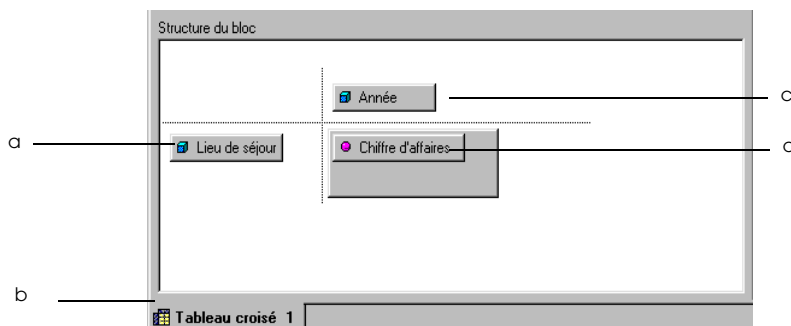 Structure du bloc
Année
c
a
Lieu de séjour
Chiffre d'affaires
b
Tableau croisé 1